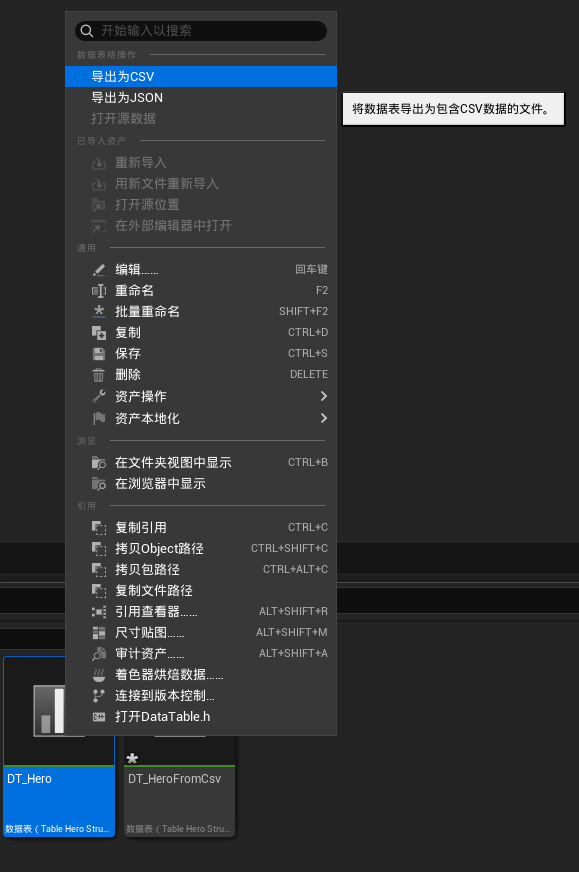 开始输入以搜索
数据表格操作
导出为CSV
将数据表导出为包含CSV数据的文件。
导出为JSON
打开源数据
已导入资产
重新导入
用新文件重新导入
打开源位置
在外部编辑器中打开
通用
编辑…… 回车键
重命名 F2
批量重命名 SHIFT+F2
复制 CTRL+D
保存 CTRL+S
删除 DELETE
资产操作
资产本地化
浏览
在文件夹视图中显示 CTRL+B
在浏览器中显示
引用
复制引用 CTRL+C
拷贝Object路径 CTRL+SHIFT+C
拷贝包路径 CTRL+ALT+C
复制文件路径
引用查看器…… ALT+SHIFT+R
尺寸贴图…… ALT+SHIFT+M
审计资产…… ALT+SHIFT+A
着色器烘焙数据……
连接到版本控制...
打开DataTable.h
DT_Hero DT_HeroFromCsv
数据表（Table Hero Stru... 数据表（Table Hero Stru...